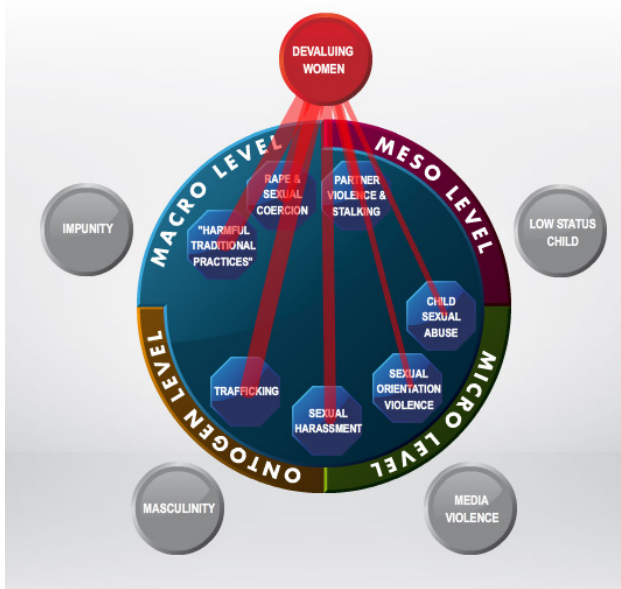 DEVALUING
WOMEN
MACRO LEVEL
MESO LEVEL
RAPE &
SEXUAL
COERCION
PARTNER
VIOLENCE &
STALKING
IMPUNITY
"HARMFUL
TRADITIONAL
PRACTICES"
LOW STATUS
CHILD
CHILD
SEXUAL
ABUSE
TRAFFICKING
SEXUAL
HARASSMENT
SEXUAL
ORIENTATION
VIOLENCE
ONTOGEN LEVEL
MICRO LEVEL
MASCULINITY
MEDIA
VIOLENCE